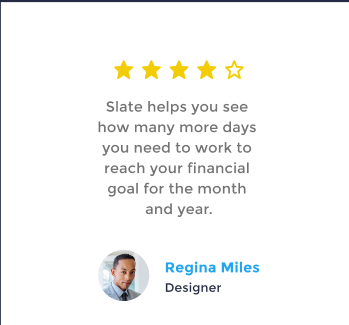 Slate helps you see
how many more days
you need to work to
reach your financial
goal for the month
and year.
Regina Miles
Designer